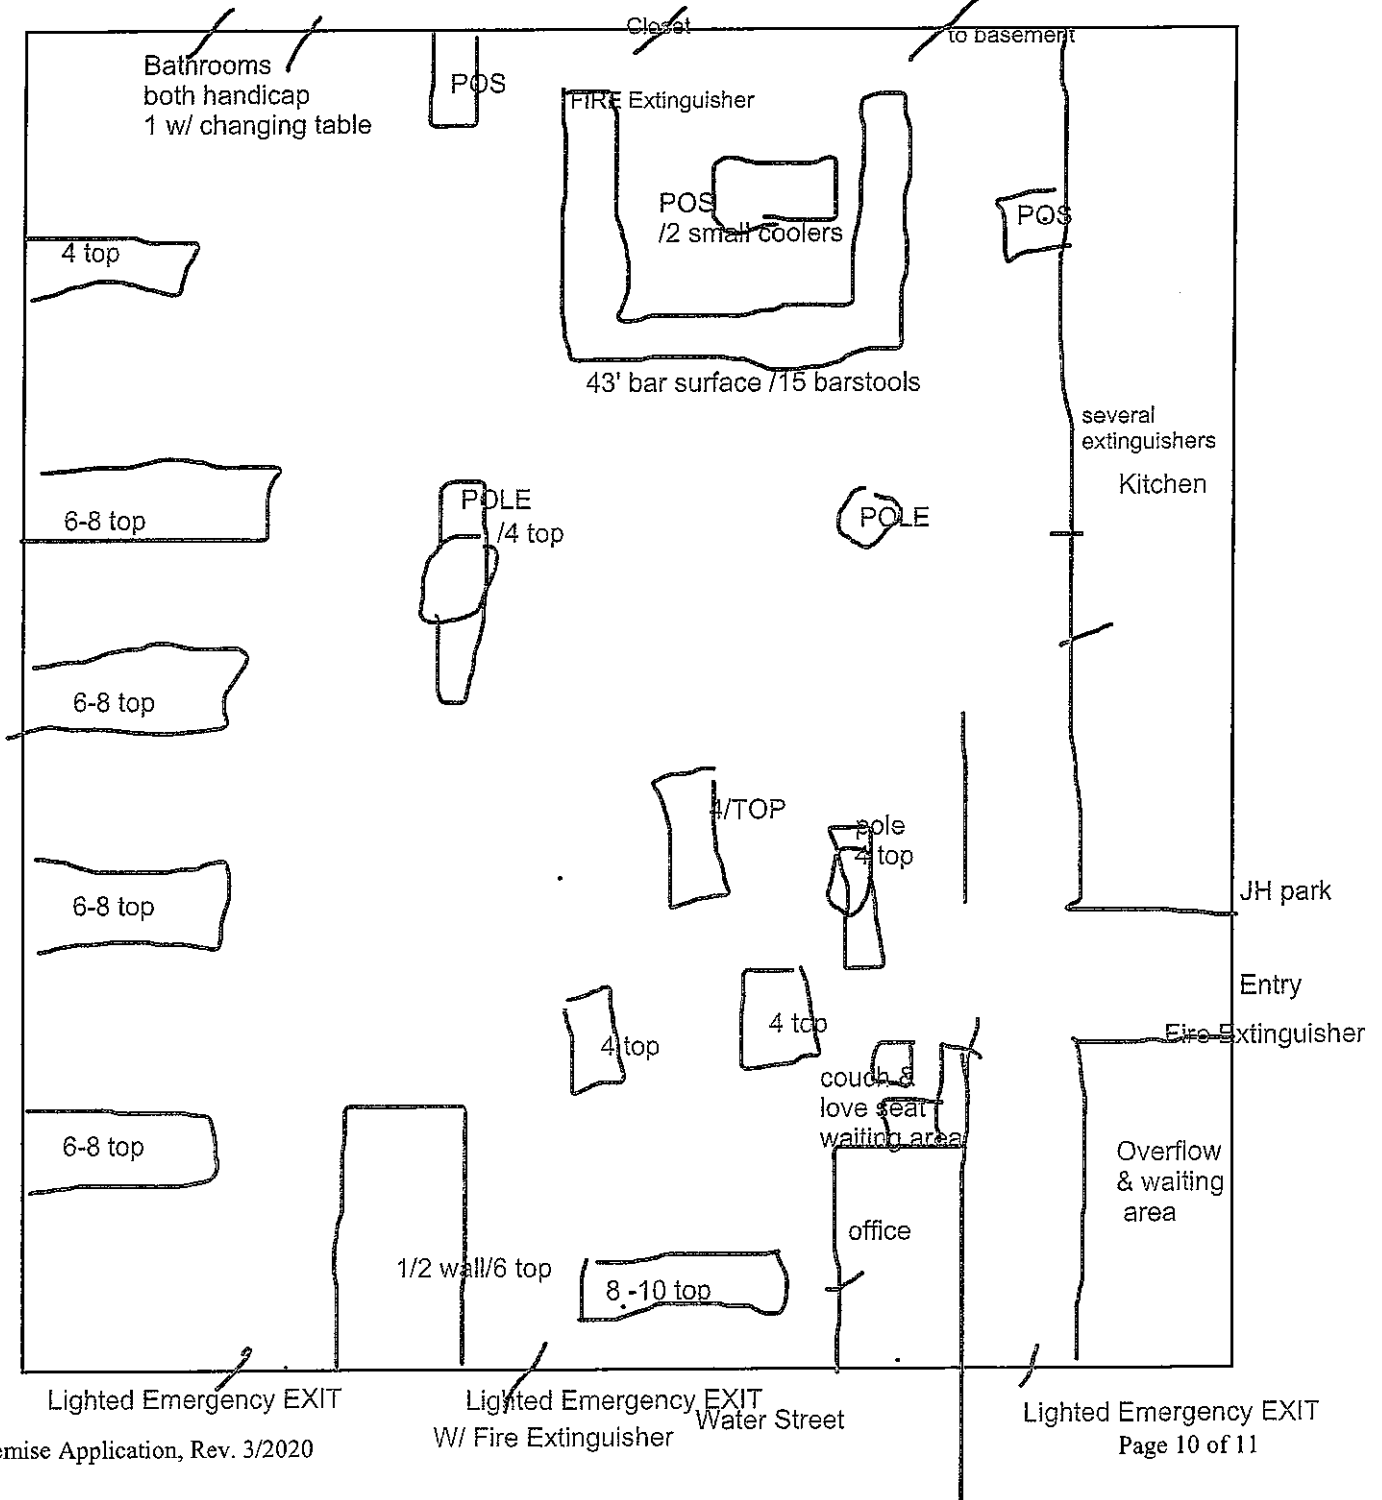 Closet
to basement
Bathrooms
both handicap
1 w/ changing table
POS
FIRE Extinguisher
POS
/2 small coolers
POS
4 top
43' bar surface /15 barstools
several
extinguishers
Kitchen
6-8 top
POLE
/4 top
POLE
6-8 top
4/TOP
pole
4 top
6-8 top
JH park
Entry
Fire Extinguisher
4 top
4 top
couch &
love seat
waiting area
6-8 top
Overflow
& waiting
area
office
1/2 wall/6 top
8 -10 top
Lighted Emergency EXIT
Lighted Emergency EXIT
W/ Fire Extinguisher
Water Street
Lighted Emergency EXIT
emise Application, Rev. 3/2020
Page 10 of 11